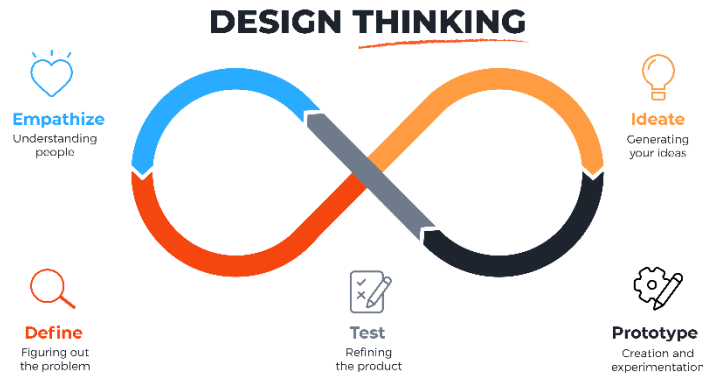 DESIGN THINKING
Empathize
Understanding
people
Ideate
Generating
your ideas
Define
Figuring out
the problem
Test
Refining
the product
Prototype
Creation and
experimentation